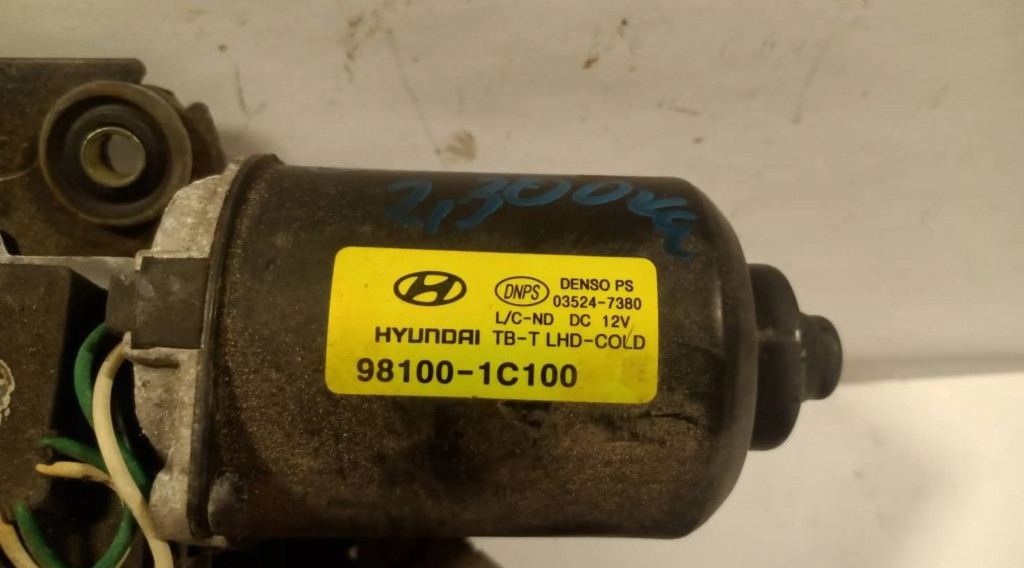 DNPS
DENSO PS
03524-7380
L/C-ND DC 12V
HYUNDAI TB-T LHD-COLD
98100-1C100